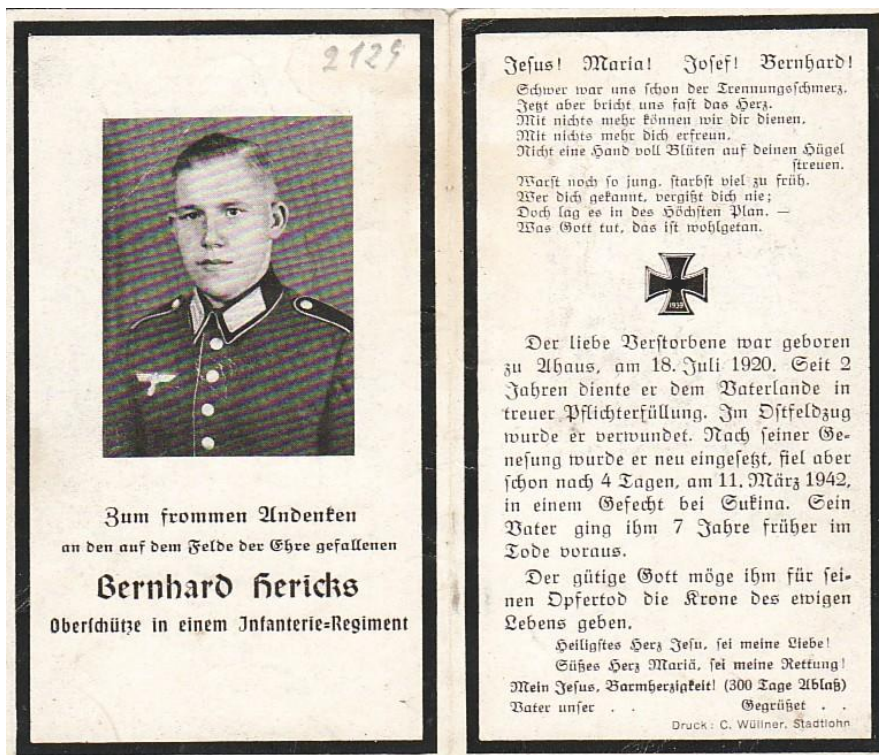 2129
Zum frommen Andenken
an den auf dem Felde der Ehre gefallenen
Bernhard Hericks
Oberschütze in einem Infanterie=Regiment
Jesus! Maria! Josef! Bernhard!
Schwer war uns schon der Trennungsschmerz.
Jetzt aber bricht uns fast das Herz.
Mit nichts mehr können wir dir dienen,
Mit nichts mehr dich erfreun.
Nicht eine Hand voll Blüten auf deinen Hügel
streuen.
Warst noch so jung, starbst viel zu früh.
Wer dich gekannt, vergißt dich nie;
Doch lag es in des Höchsten Plan. —
Was Gott tut, das ist wohlgetan.
1939
Der liebe Verstorbene war geboren
zu Ahaus, am 18. Juli 1920. Seit 2
Jahren diente er dem Vaterlande in
treuer Pflichterfüllung. Im Ostfeldzug
wurde er verwundet. Nach seiner Ge-
nesung wurde er neu eingesetzt, fiel aber
schon nach 4 Tagen, am 11. März 1942,
in einem Gefecht bei Sukina. Sein
Vater ging ihm 7 Jahre früher im
Tode voraus.
Der gütige Gott möge ihm für sei-
nen Opfertod die Krone des ewigen
Lebens geben.
Heiligstes Herz Jesu, sei meine Liebe!
Süßes Herz Mariä, sei meine Rettung!
Mein Jesus, Barmherzigkeit! (300 Tage Ablaß)
Vater unser . . Gegrüßet . .
Druck: C. Wüllner, Stadtlohn